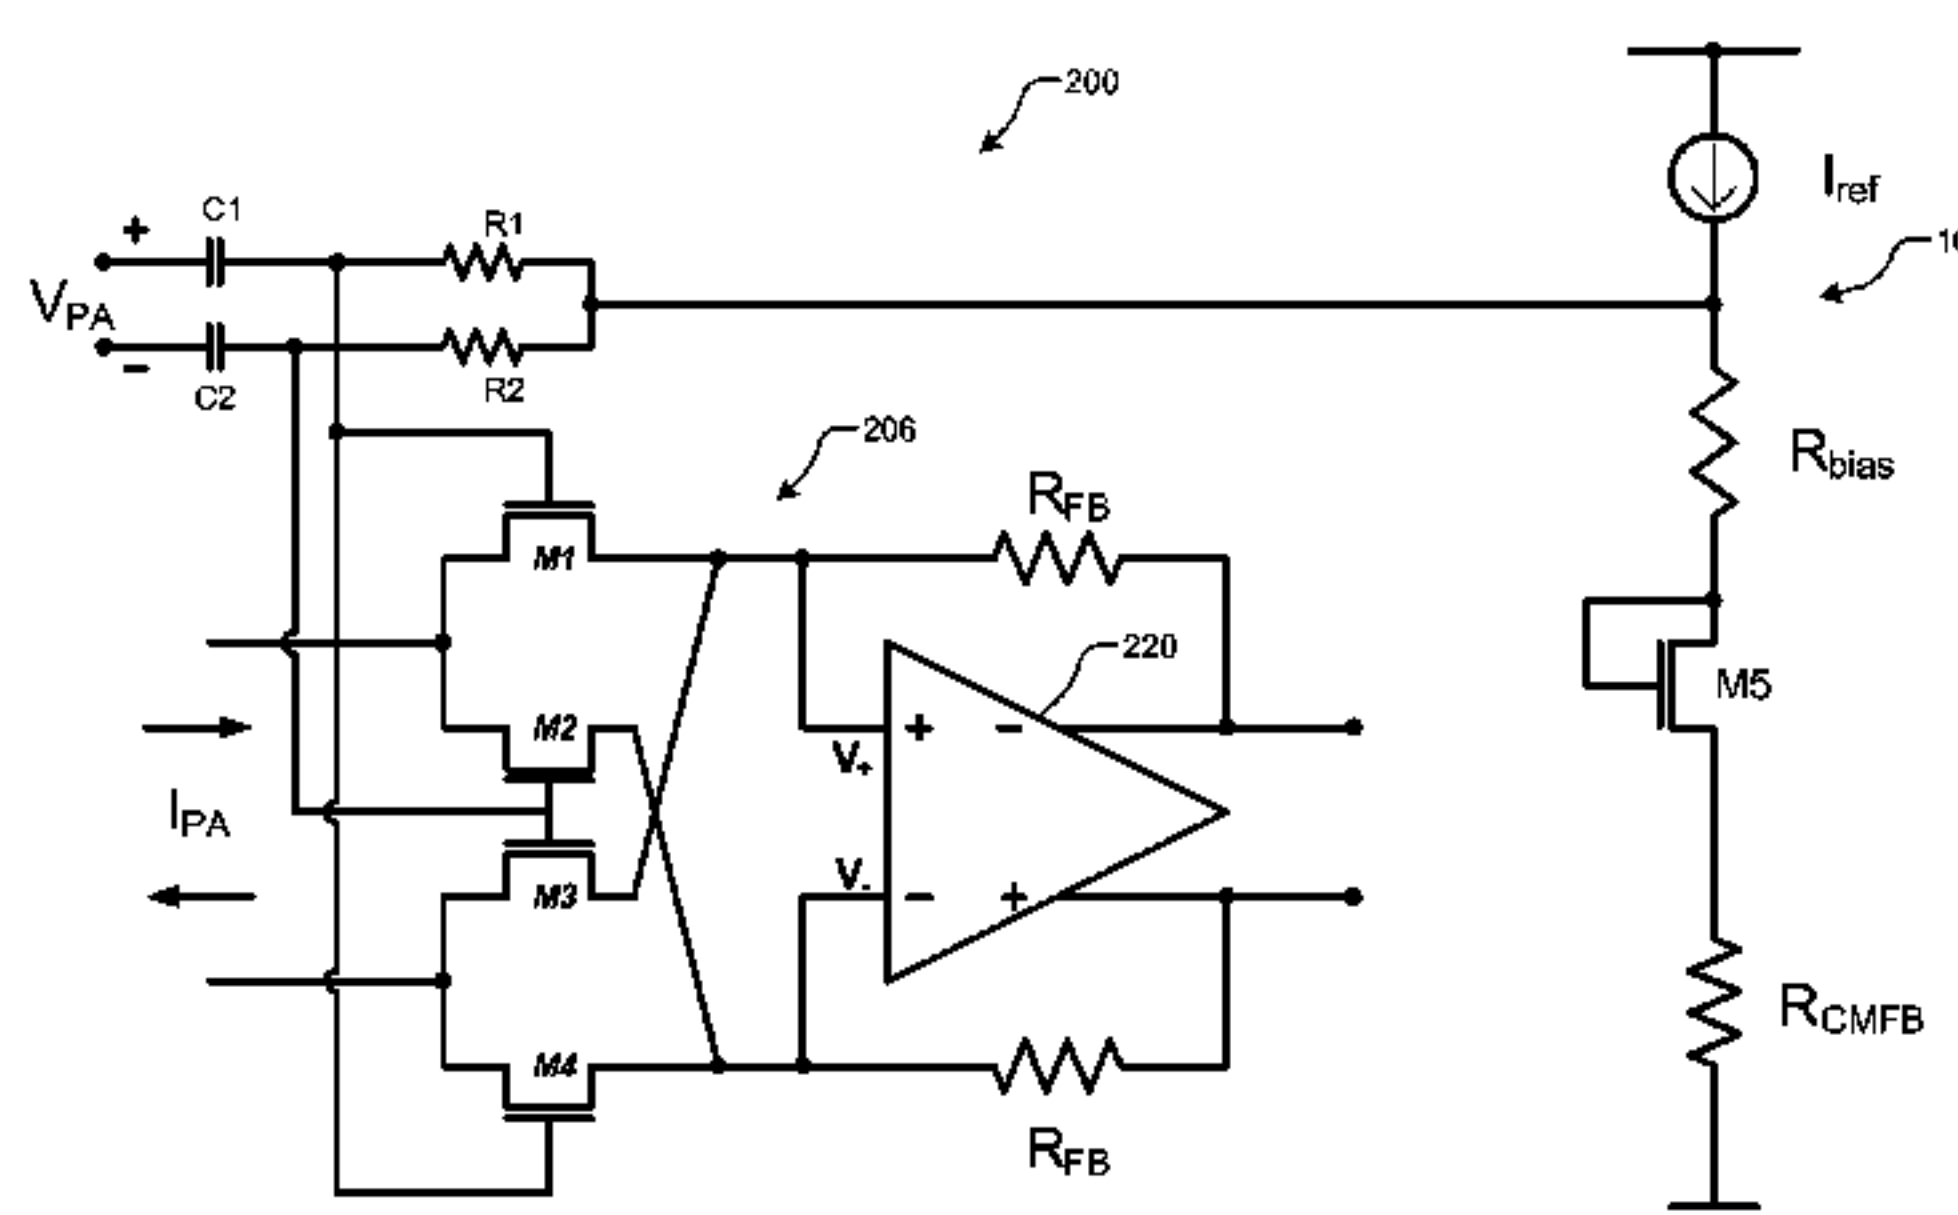 200
Iref
C1
+
R1
VPA
-
C2
R2
206
Rbias
RFB
M1
220
M5
M2
+
-
V+
IPA
V-
-
+
M3
RCMFB
M4
RFB